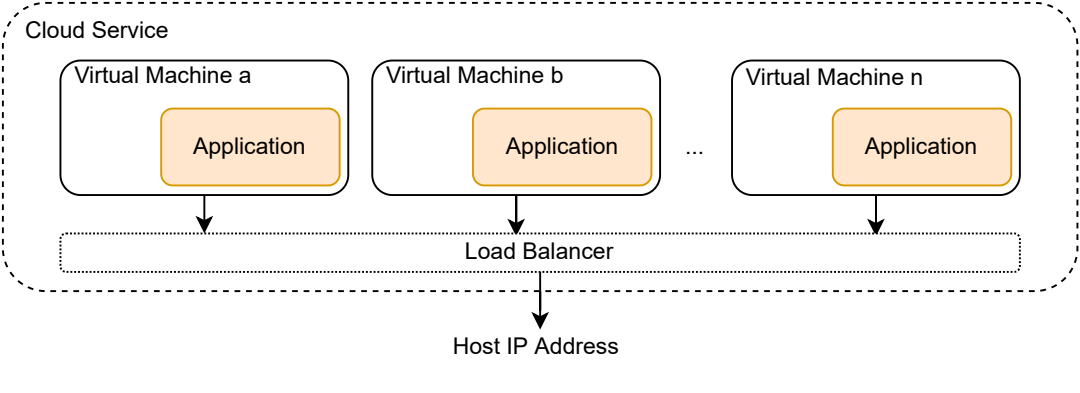 Cloud Service
Virtual Machine a
Virtual Machine b
Virtual Machine n
Application
Application
...
Application
Load Balancer
Host IP Address